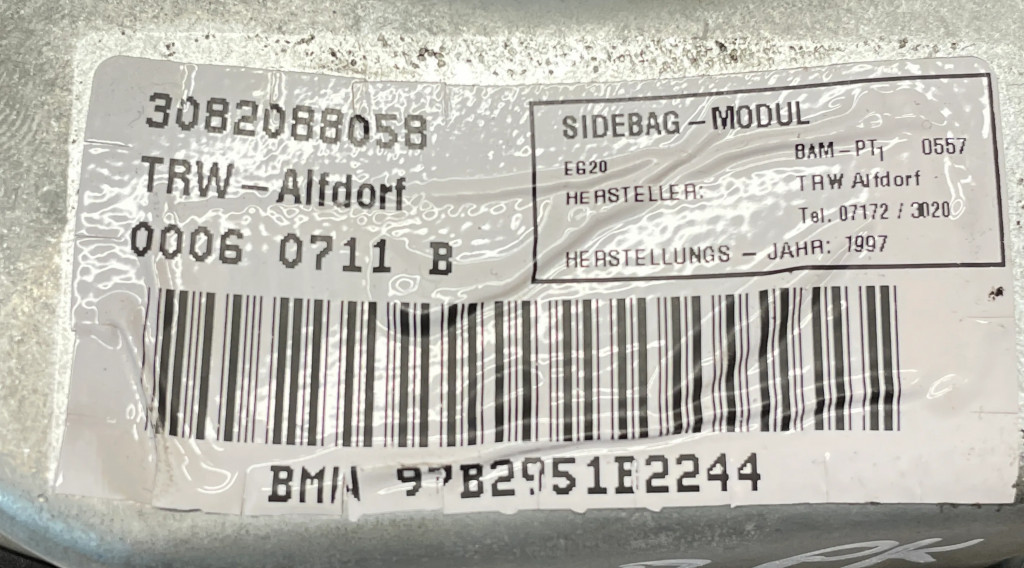 3082088058
TRW-Alfdorf
0006 0711 B
SIDEBAG-MODUL
EG20 BAM-PT1 0557
HERSTELLER: TRW Alfdorf
Tel. 07172 / 3020
HERSTELLUNGS - JAHR: 1997